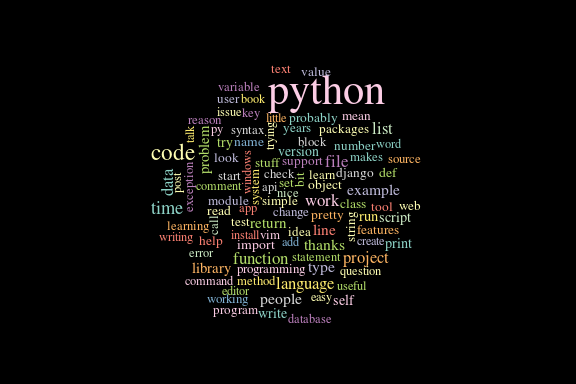 text value
variable python
user book
issue key little probably mean
reason trying years packages list
talk py syntax
problem try name block number word
code look version makes source
windows stuff support file
data post exception start check bit learn django def
comment system api set object example
nice
module simple work class tool web
time read app change pretty string run script
learning call test return idea line features
writing help install vim add create print
import thanks
error function statement project
library programming type question
command method language useful
editor
working people easy self
program write database